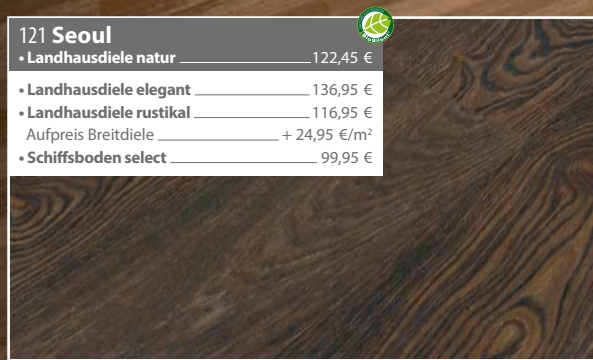 121 Seoul
• Landhausdiele natur 122,45 €
• Landhausdiele elegant 136,95 €
• Landhausdiele rustikal 116,95 €
Aufpreis Breitdiele + 24,95 €/m²
• Schiffsboden select 99,95 €